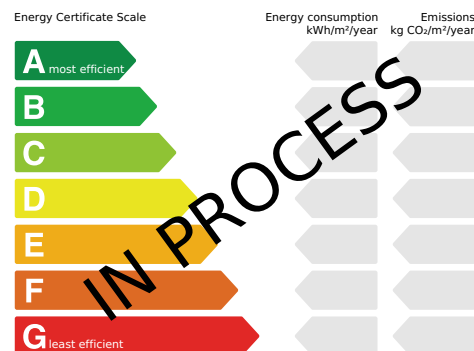 Energy Certificate Scale
Energy consumption
kWh/m²/year
Emissions
kg CO₂/m²/year
A most efficient
B
C
D
E
F
G least efficient
IN PROCESS